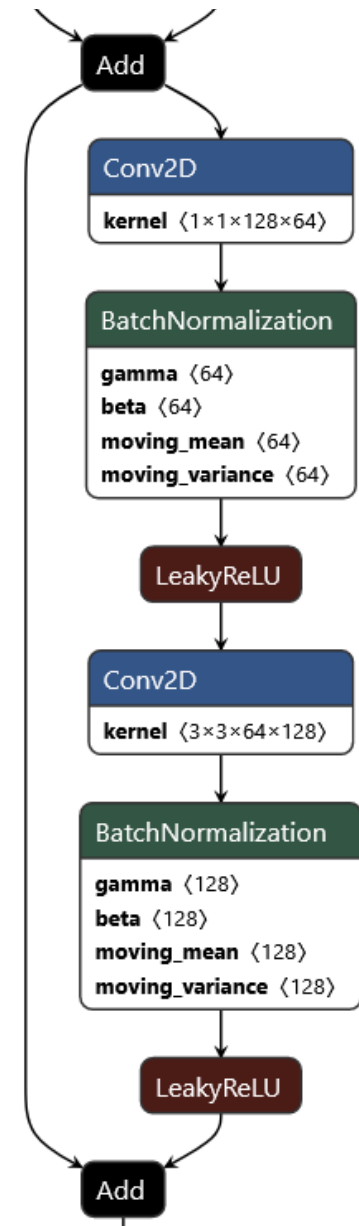 Add
Conv2D
kernel 〈1×1×128×64〉
BatchNormalization
gamma 〈64〉
beta 〈64〉
moving_mean 〈64〉
moving_variance 〈64〉
LeakyReLU
Conv2D
kernel 〈3×3×64×128〉
BatchNormalization
gamma 〈128〉
beta 〈128〉
moving_mean 〈128〉
moving_variance 〈128〉
LeakyReLU
Add